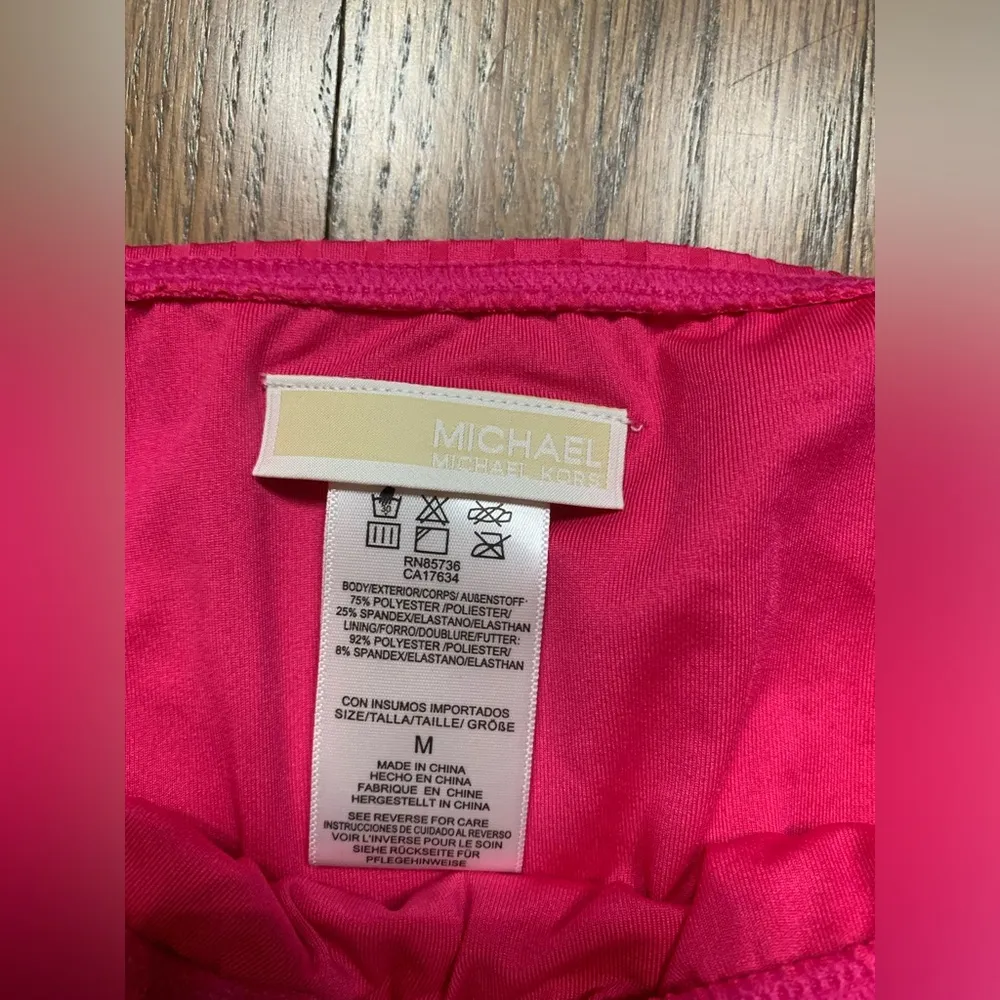 MICHAEL
MICHAEL KORS
30
RN85736
CA17634
BODY/EXTERIOR/CORPS/ AUßENSTOFF·
75% POLYESTER /POLIESTER/
25% SPANDEX/ELASTANO/ELASTHAN
LINING/FORRO/DOUBLURE/FUTTER:
92% POLYESTER /POLIESTER/
8% SPANDEX/ELASTANO/ELASTHAN
CON INSUMOS IMPORTADOS
SIZE/TALLA/TAILLE/ GRÖßE
M
MADE IN CHINA
HECHO EN CHINA
FABRIQUE EN CHINE
HERGESTELLT IN CHINA
SEE REVERSE FOR CARE
INSTRUCCIONES DE CUIDADO AL REVERSO
VOIR L'INVERSE POUR LE SOIN
SIEHE RÜCKSEITE FÜR
PFLEGEHINWEISE